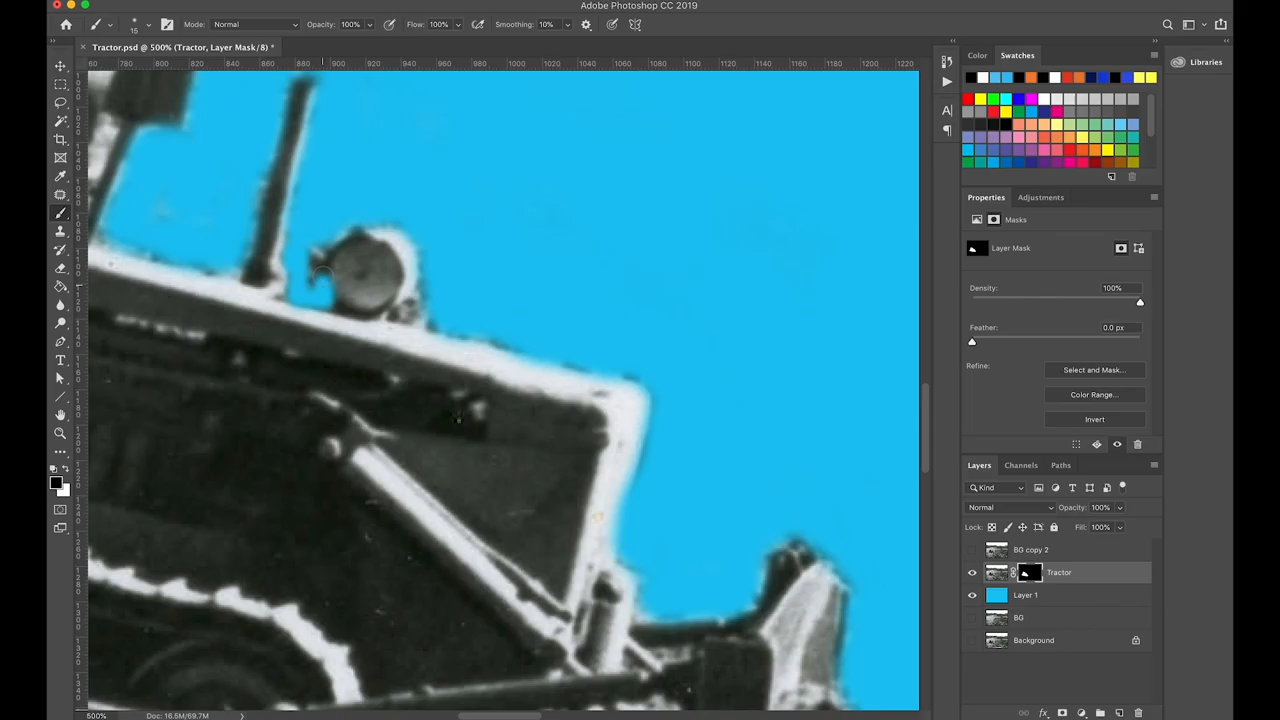 Adobe Photoshop CC 2019
15
Mode: Normal
Opacity: 100%
Flow: 100%
Smoothing: 10%
Tractor.psd @ 500% (Tractor, Layer Mask/8) *
60 780 800 820 840 860 880 900 920 940 960 980 1000 1020 1040 1060 1080 1100 1120 1140 1160 1180 1200 1220
Color
Swatches
Libraries
Properties
Adjustments
Masks
Layer Mask
Density: 100%
Feather: 0.0 px
Refine:
Select and Mask...
Color Range...
Invert
Layers
Channels
Paths
Kind
Normal
Opacity: 100%
Lock:
Fill: 100%
BG copy 2
Tractor
Layer 1
BG
Background
500%
Doc: 16.5M/69.7M